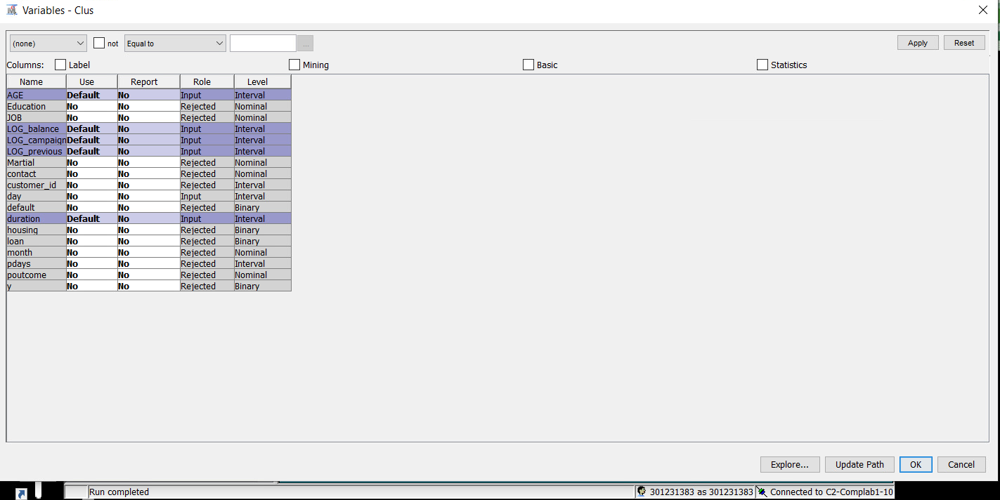 Variables - Clus
(none) not Equal to ... Apply Reset
Columns: Label Mining Basic Statistics
Name Use Report Role Level
AGE Default No Input Interval
Education No No Rejected Nominal
JOB No No Rejected Nominal
LOG_balance Default No Input Interval
LOG_campaign Default No Input Interval
LOG_previous Default No Input Interval
Martial No No Rejected Nominal
contact No No Rejected Nominal
customer_id No No Rejected Interval
day No No Input Interval
default No No Rejected Binary
duration Default No Input Interval
housing No No Rejected Binary
loan No No Rejected Binary
month No No Rejected Nominal
pdays No No Rejected Interval
poutcome No No Rejected Nominal
y No No Rejected Binary
Explore... Update Path OK Cancel
Run completed 301231383 as 301231383 Connected to C2-Complab1-10